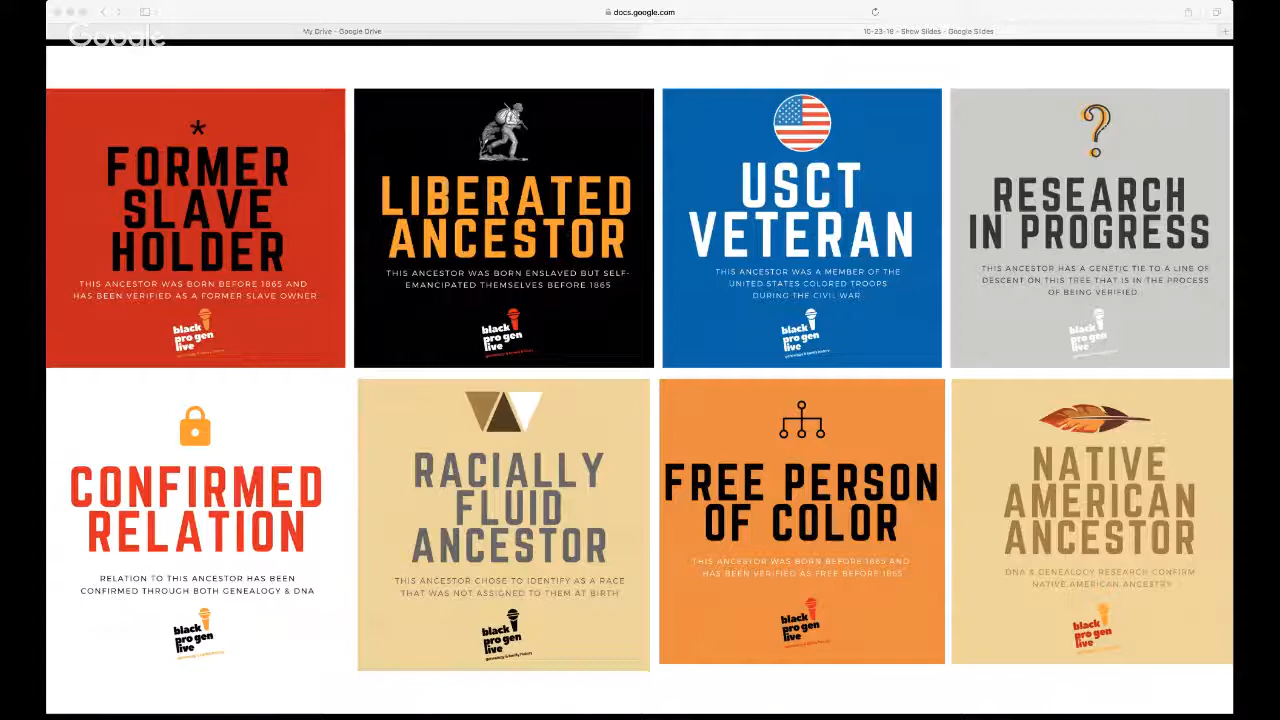 docs.google.com
Google
My Drive - Google Drive
10-23-18 - Show Slides - Google Slides
*
FORMER
SLAVE
HOLDER
THIS ANCESTOR WAS BORN BEFORE 1865 AND
HAS BEEN VERIFIED AS A FORMER SLAVE OWNER
black
pro gen
live
LIBERATED
ANCESTOR
THIS ANCESTOR WAS BORN ENSLAVED BUT SELF-
EMANCIPATED THEMSELVES BEFORE 1865
black
pro gen
live
USCT
VETERAN
THIS ANCESTOR WAS A MEMBER OF THE
UNITED STATES COLORED TROOPS
DURING THE CIVIL WAR
black
pro gen
live
?
RESEARCH
IN PROGRESS
THIS ANCESTOR HAS A GENETIC TIE TO A LINE OF
DESCENT ON THIS TREE THAT IS IN THE PROCESS
OF BEING VERIFIED
black
pro gen
live
CONFIRMED
RELATION
RELATION TO THIS ANCESTOR HAS BEEN
CONFIRMED THROUGH BOTH GENEALOGY & DNA
black
pro gen
live
RACIALLY
FLUID
ANCESTOR
THIS ANCESTOR CHOSE TO IDENTIFY AS A RACE
THAT WAS NOT ASSIGNED TO THEM AT BIRTH
black
pro gen
live
genealogy & family history
FREE PERSON
OF COLOR
THIS ANCESTOR WAS BORN BEFORE 1865 AND
HAS BEEN VERIFIED AS FREE BEFORE 1865
black
pro gen
live
NATIVE
AMERICAN
ANCESTOR
DNA & GENEALOGY RESEARCH CONFIRM
NATIVE AMERICAN ANCESTRY
black
pro gen
live